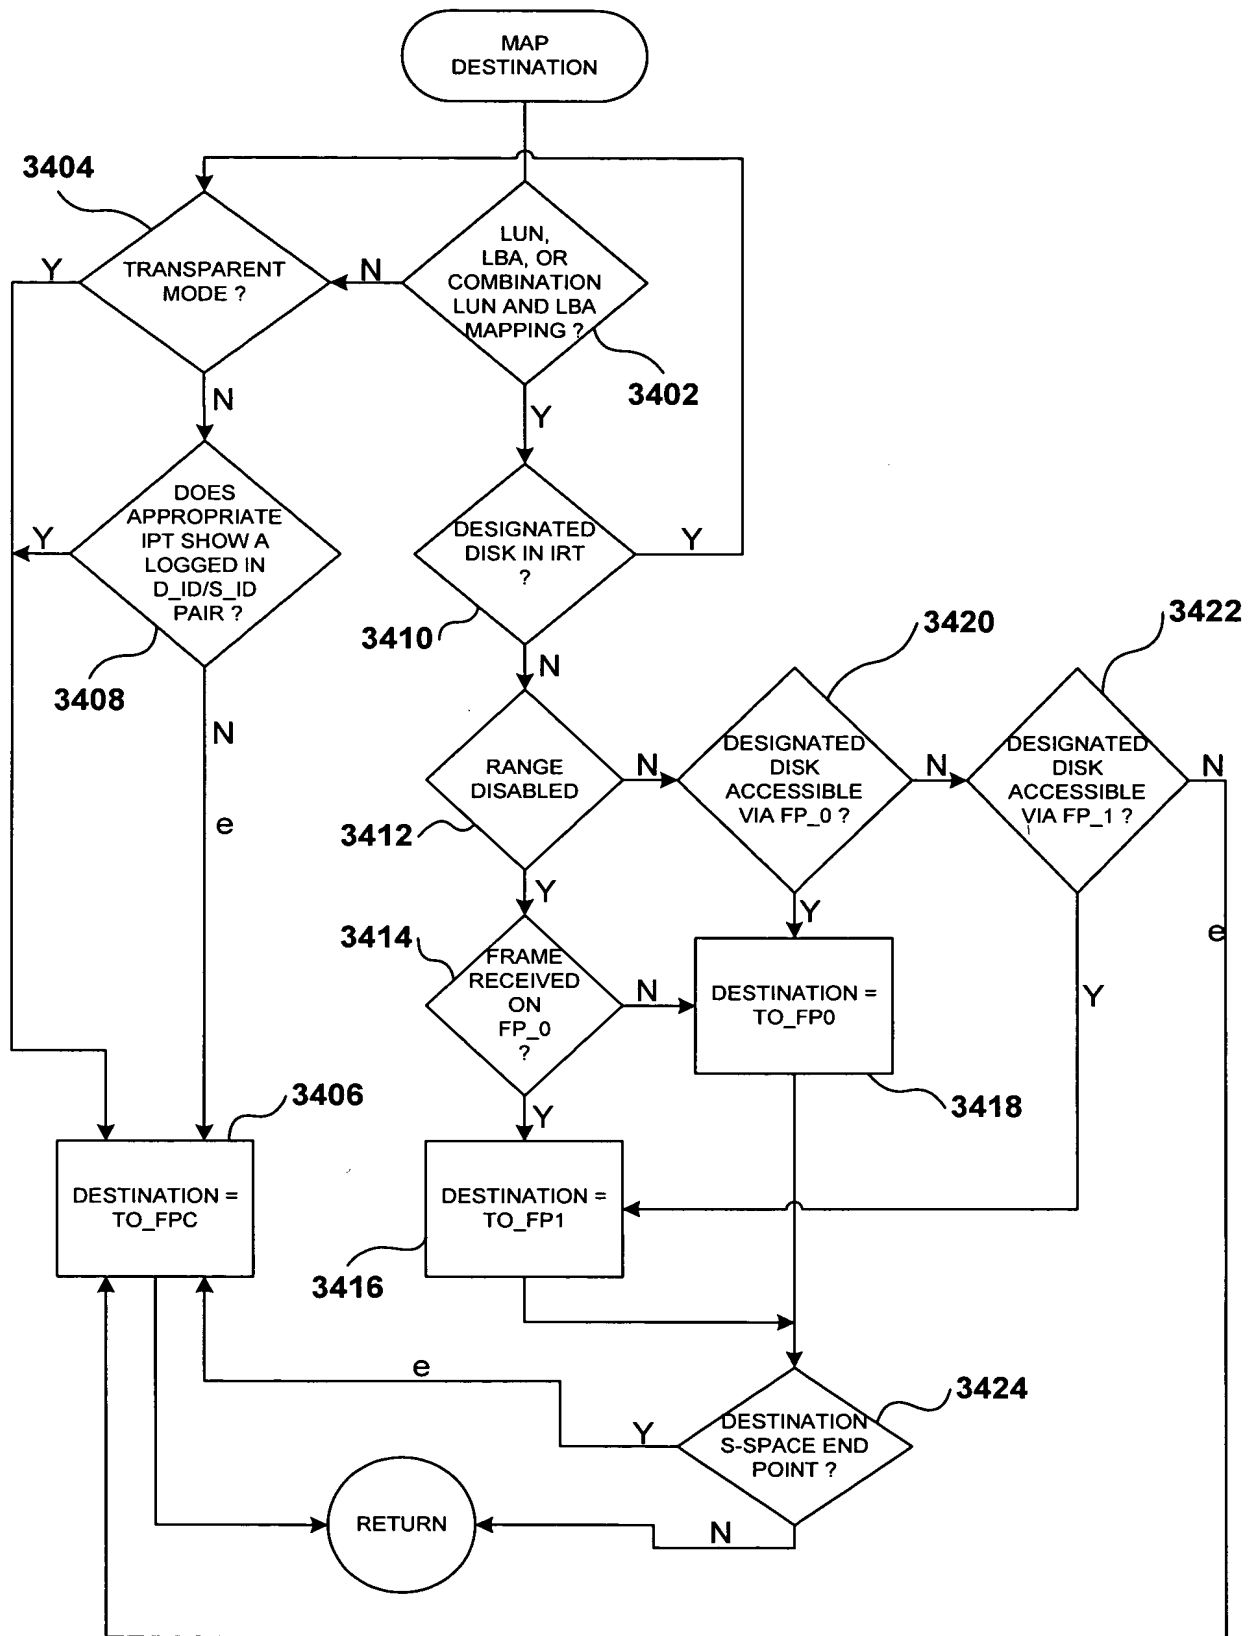 MAP
DESTINATION
3404
TRANSPARENT
MODE ?
Y
N
N
LUN,
LBA, OR
COMBINATION
LUN AND LBA
MAPPING ?
3402
Y
DOES
APPROPRIATE
IPT SHOW A
LOGGED IN
D_ID/S_ID
PAIR ?
Y
3408
N
e
DESIGNATED
DISK IN IRT
?
Y
3410
N
RANGE
DISABLED
N
3412
Y
3420
DESIGNATED
DISK
ACCESSIBLE
VIA FP_0 ?
N
Y
3422
DESIGNATED
DISK
ACCESSIBLE
VIA FP_1 ?
N
e
Y
3414
FRAME
RECEIVED
ON
FP_0
?
N
Y
DESTINATION =
TO_FP0
3418
3406
DESTINATION =
TO_FPC
DESTINATION =
TO_FP1
3416
e
3424
DESTINATION
S-SPACE END
POINT ?
Y
N
RETURN